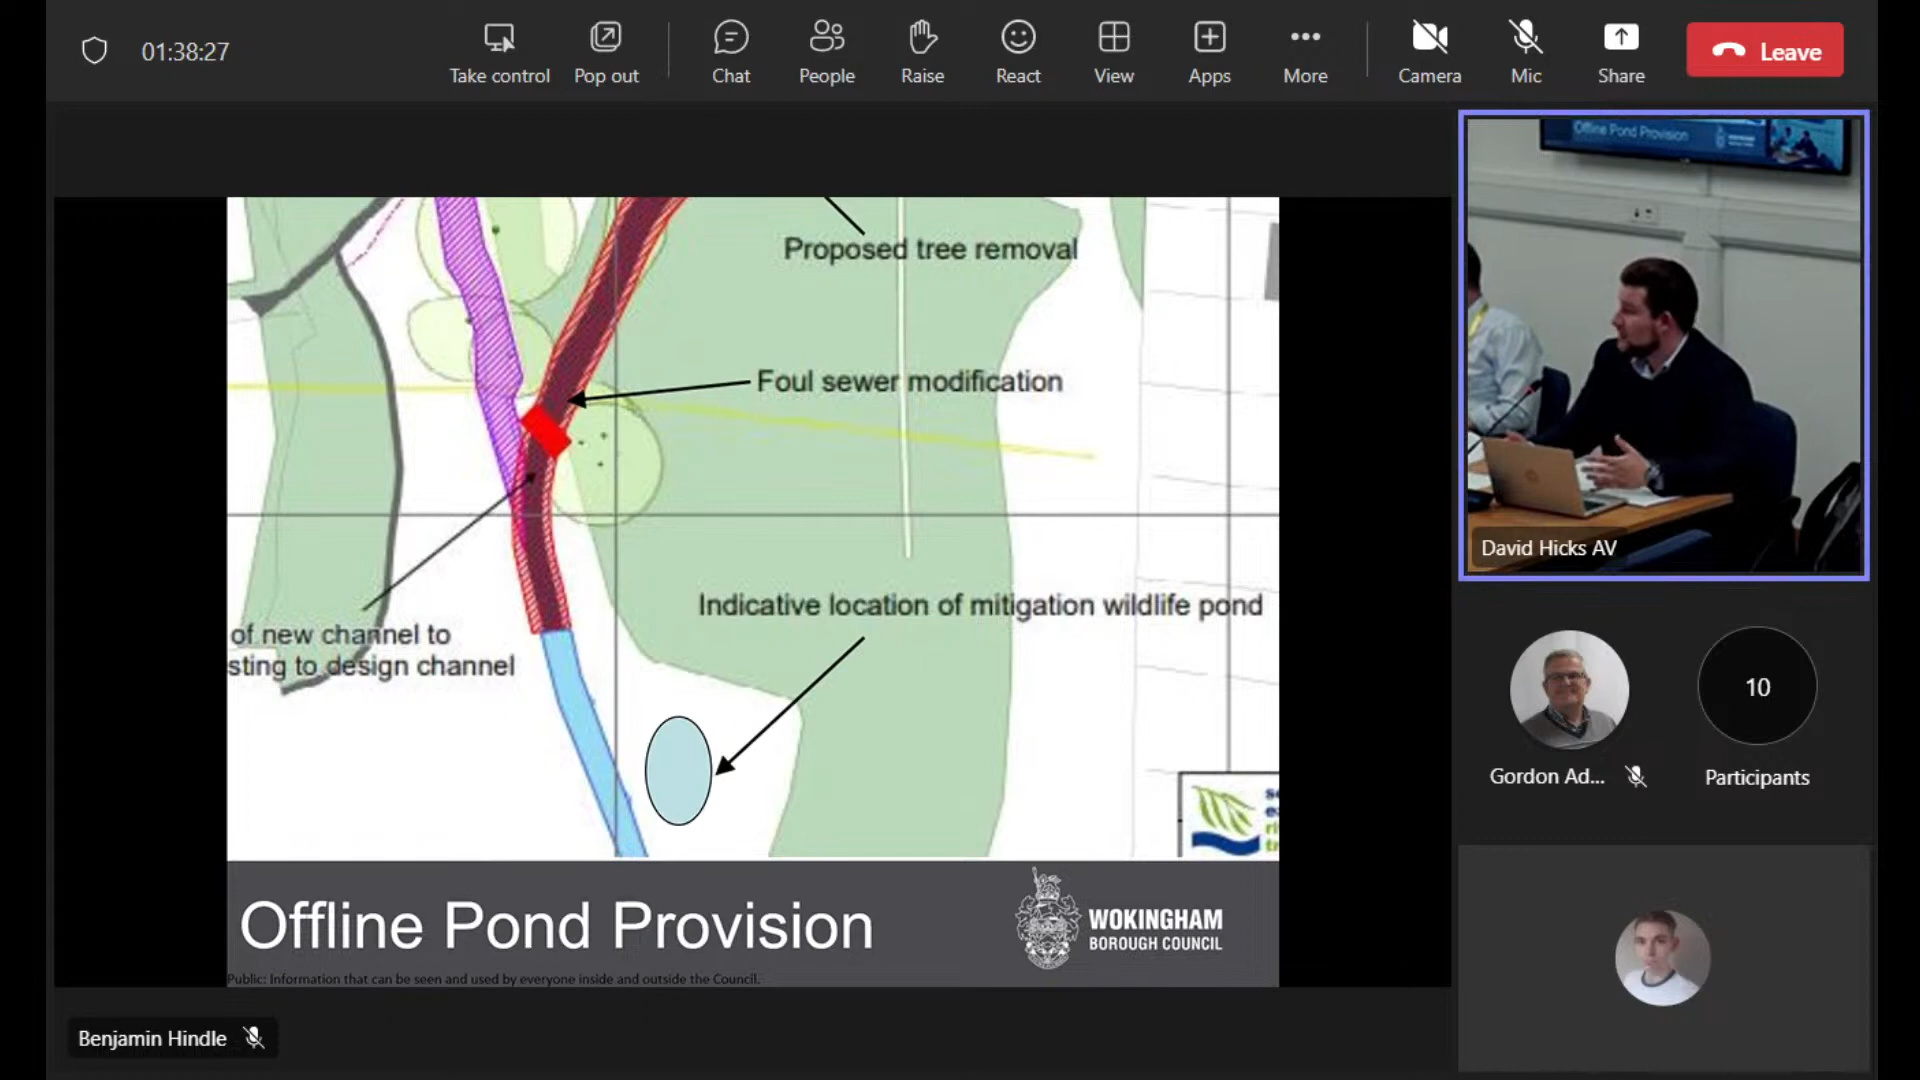 01:38:27
Take control
Pop out
Chat
People
Raise
React
View
Apps
More
Camera
Mic
Share
Leave
Offline Pond Provision
David Hicks AV
Proposed tree removal
Foul sewer modification
Indicative location of mitigation wildlife pond
of new channel to
sting to design channel
Offline Pond Provision
WOKINGHAM
BOROUGH COUNCIL
Public: Information that can be seen and used by everyone inside and outside the Council.
Gordon Ad...
10
Participants
Benjamin Hindle